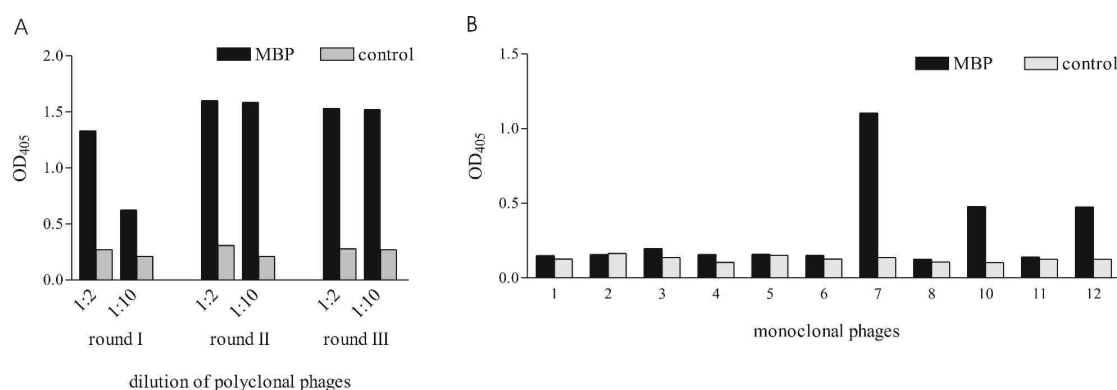 A
MBP
control
2.0
1.5
1.0
0.5
0.0
OD405
1:2
1:10
1:2
1:10
1:2
1:10
round I
round II
round III
dilution of polyclonal phages
B
MBP
control
1.5
1.0
0.5
0.0
OD405
1 2 3 4 5 6 7 8 10 11 12
monoclonal phages